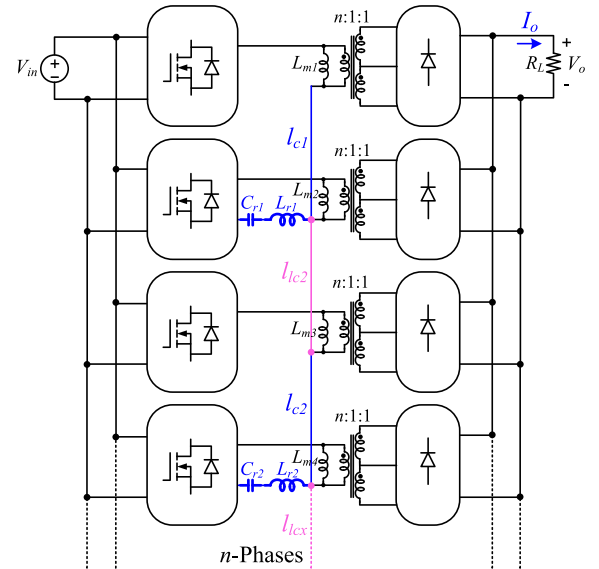 n:1:1
I_o
V_in
+
−
L_m1
R_L
+
V_o
-
l_c1
n:1:1
L_m2
C_r1
L_r1
l_lc2
n:1:1
L_m3
l_c2
n:1:1
L_m4
C_r2
L_r2
l_lcx
n-Phases